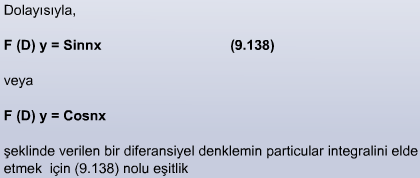 Dolayısıyla,
F (D) y = Sinnx (9.138)
veya
F (D) y = Cosnx
şeklinde verilen bir diferansiyel denklemin particular integralini elde
etmek için (9.138) nolu eşitlik